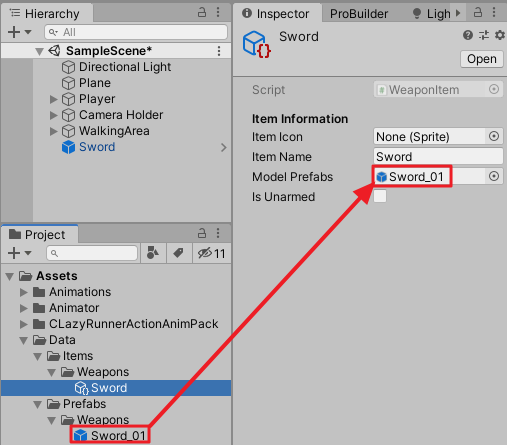 Hierarchy
All
SampleScene*
Directional Light
Plane
Player
Camera Holder
WalkingArea
Sword
Project
11
Assets
Animations
Animator
CLazyRunnerActionAnimPack
Data
Items
Weapons
Sword
Prefabs
Weapons
Sword_01
Inspector
ProBuilder
Ligh
Sword
Open
Script
WeaponItem
Item Information
Item Icon
None (Sprite)
Item Name
Sword
Model Prefabs
Sword_01
Is Unarmed